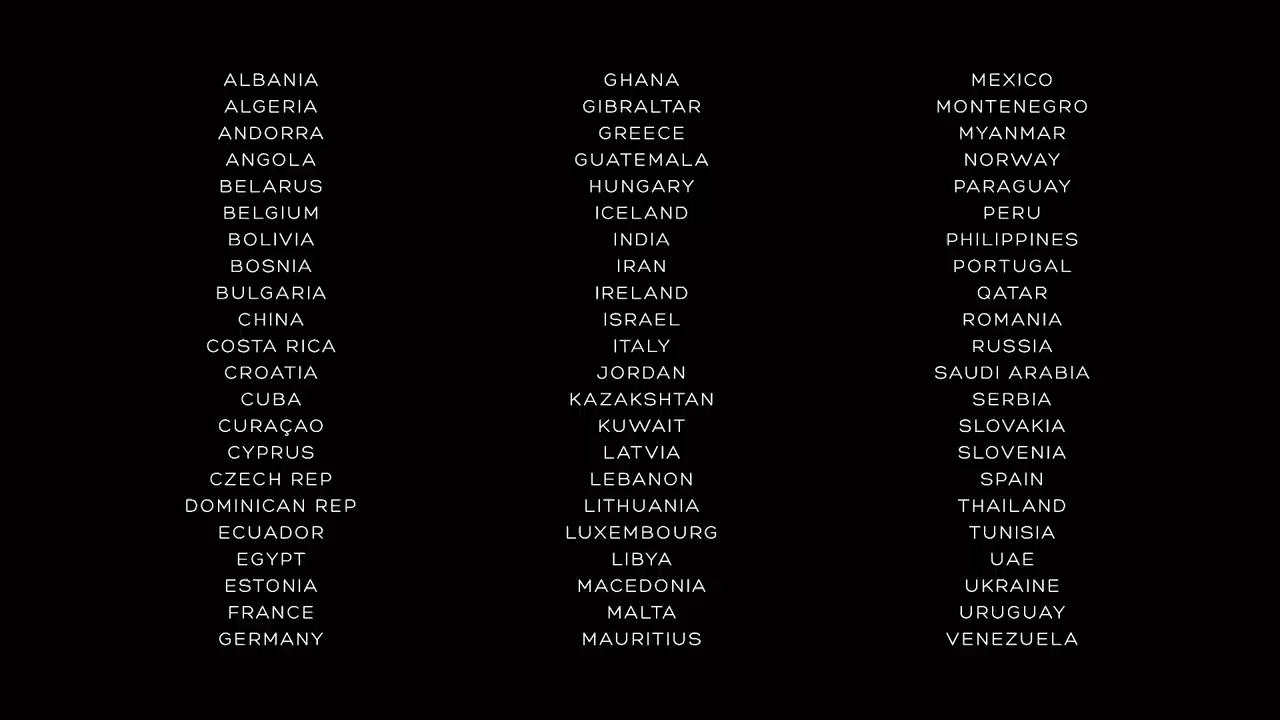 ALBANIA
ALGERIA
ANDORRA
ANGOLA
BELARUS
BELGIUM
BOLIVIA
BOSNIA
BULGARIA
CHINA
COSTA RICA
CROATIA
CUBA
CURAÇAO
CYPRUS
CZECH REP
DOMINICAN REP
ECUADOR
EGYPT
ESTONIA
FRANCE
GERMANY
GHANA
GIBRALTAR
GREECE
GUATEMALA
HUNGARY
ICELAND
INDIA
IRAN
IRELAND
ISRAEL
ITALY
JORDAN
KAZAKSHTAN
KUWAIT
LATVIA
LEBANON
LITHUANIA
LUXEMBOURG
LIBYA
MACEDONIA
MALTA
MAURITIUS
MEXICO
MONTENEGRO
MYANMAR
NORWAY
PARAGUAY
PERU
PHILIPPINES
PORTUGAL
QATAR
ROMANIA
RUSSIA
SAUDI ARABIA
SERBIA
SLOVAKIA
SLOVENIA
SPAIN
THAILAND
TUNISIA
UAE
UKRAINE
URUGUAY
VENEZUELA